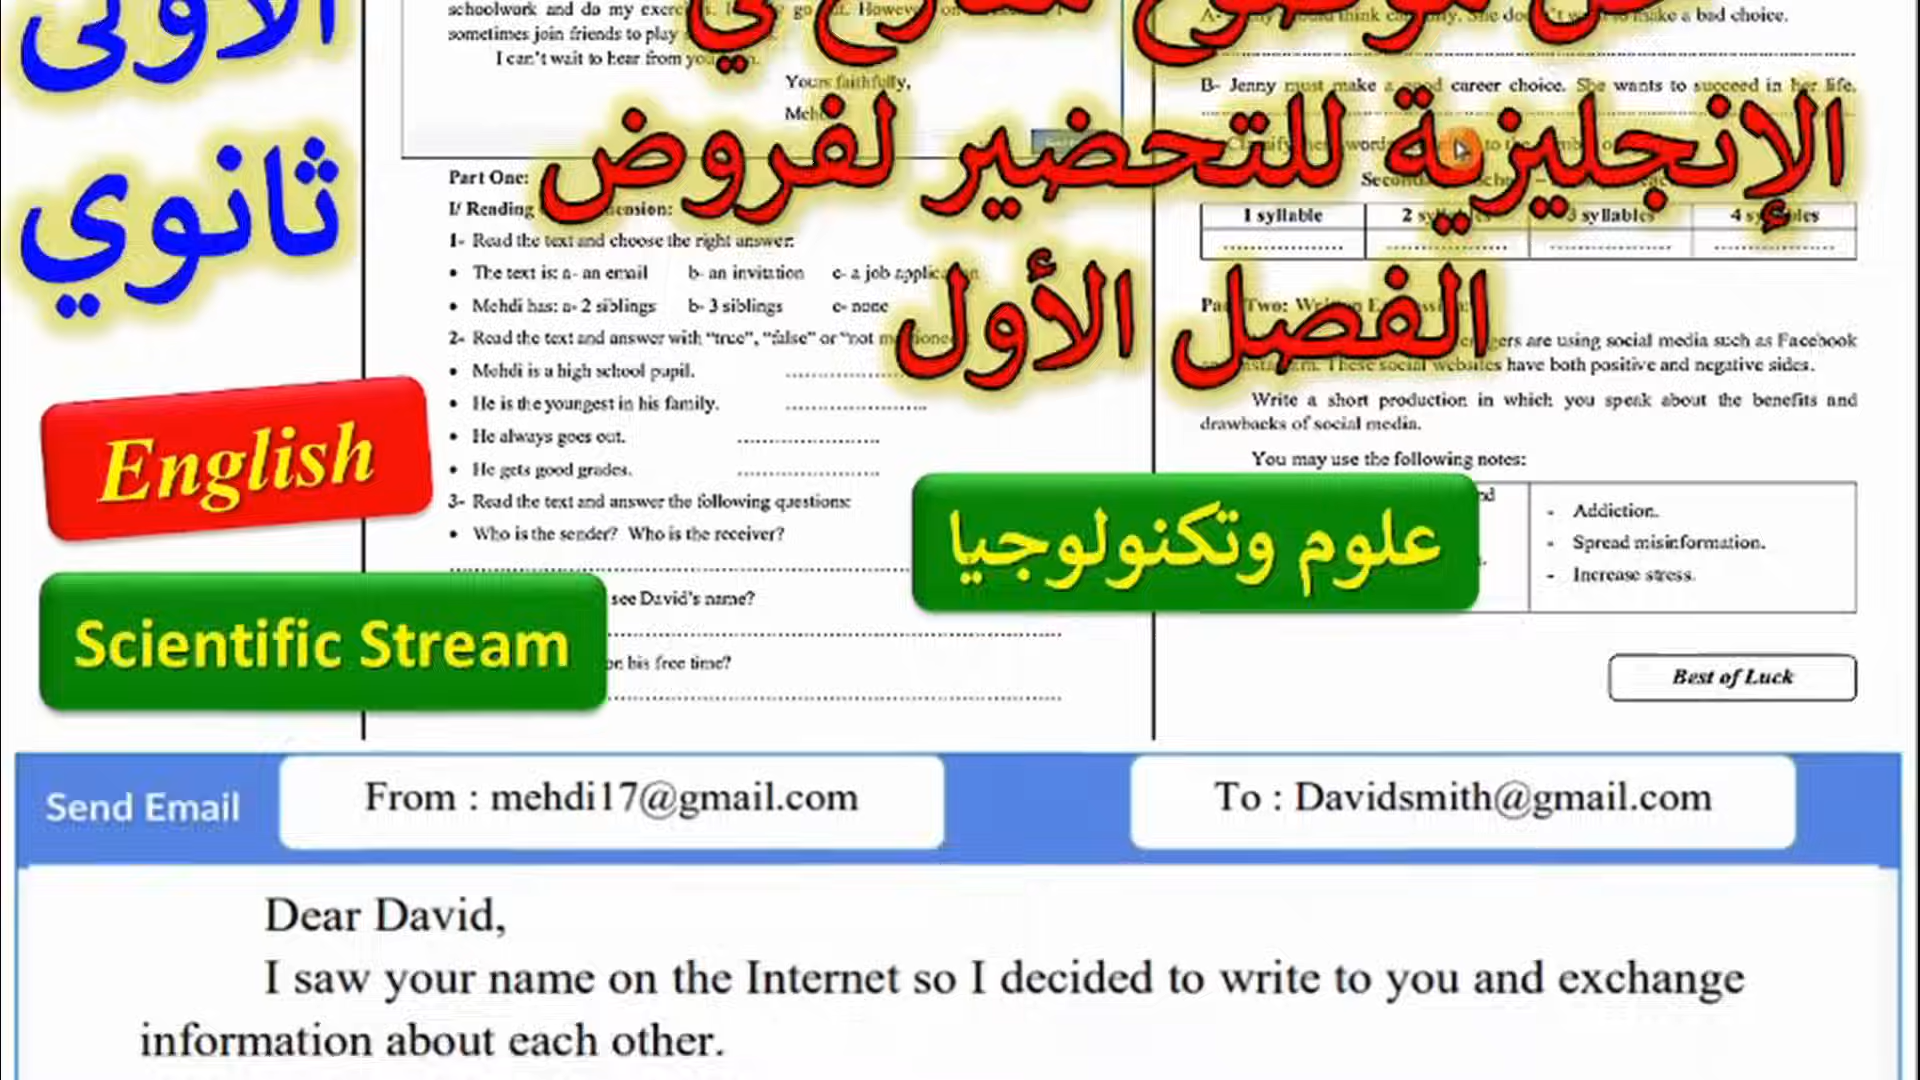 الأولى
ثانوي
English
Scientific Stream
schoolwork and do my
go
However
sometimes join friends to play
I can't wait to hear from
Yours faithfully,
Part One:
I/ Reading
1- Read the text and choose the right answer:
• The text is: a- an email b- an invitation c- a job
• Mehdi has: a- 2 siblings b- 3 siblings c- none
2- Read the text and answer with “true”, “false” or “not
• Mehdi is a high school pupil. ....................
• He is the youngest in his family. ....................
• He always goes out. ....................
• He gets good grades. ....................
3- Read the text and answer the following questions:
• Who is the sender? Who is the receiver?
see David's name?
his free time?
الإنجليزية للتحضير لفروض
الفصل الأول
علوم وتكنولوجيا
make a bad choice.
B- Jenny must make a good career choice. She wants to succeed in her life.
1 syllable
are using social media such as Facebook
These social websites have both positive and negative sides.
Write a short production in which you speak about the benefits and
drawbacks of social media.
You may use the following notes:
- Addiction.
- Spread misinformation.
- Increase stress.
Best of Luck
Send Email
From : mehdi17@gmail.com
To : Davidsmith@gmail.com
Dear David,
I saw your name on the Internet so I decided to write to you and exchange
information about each other.